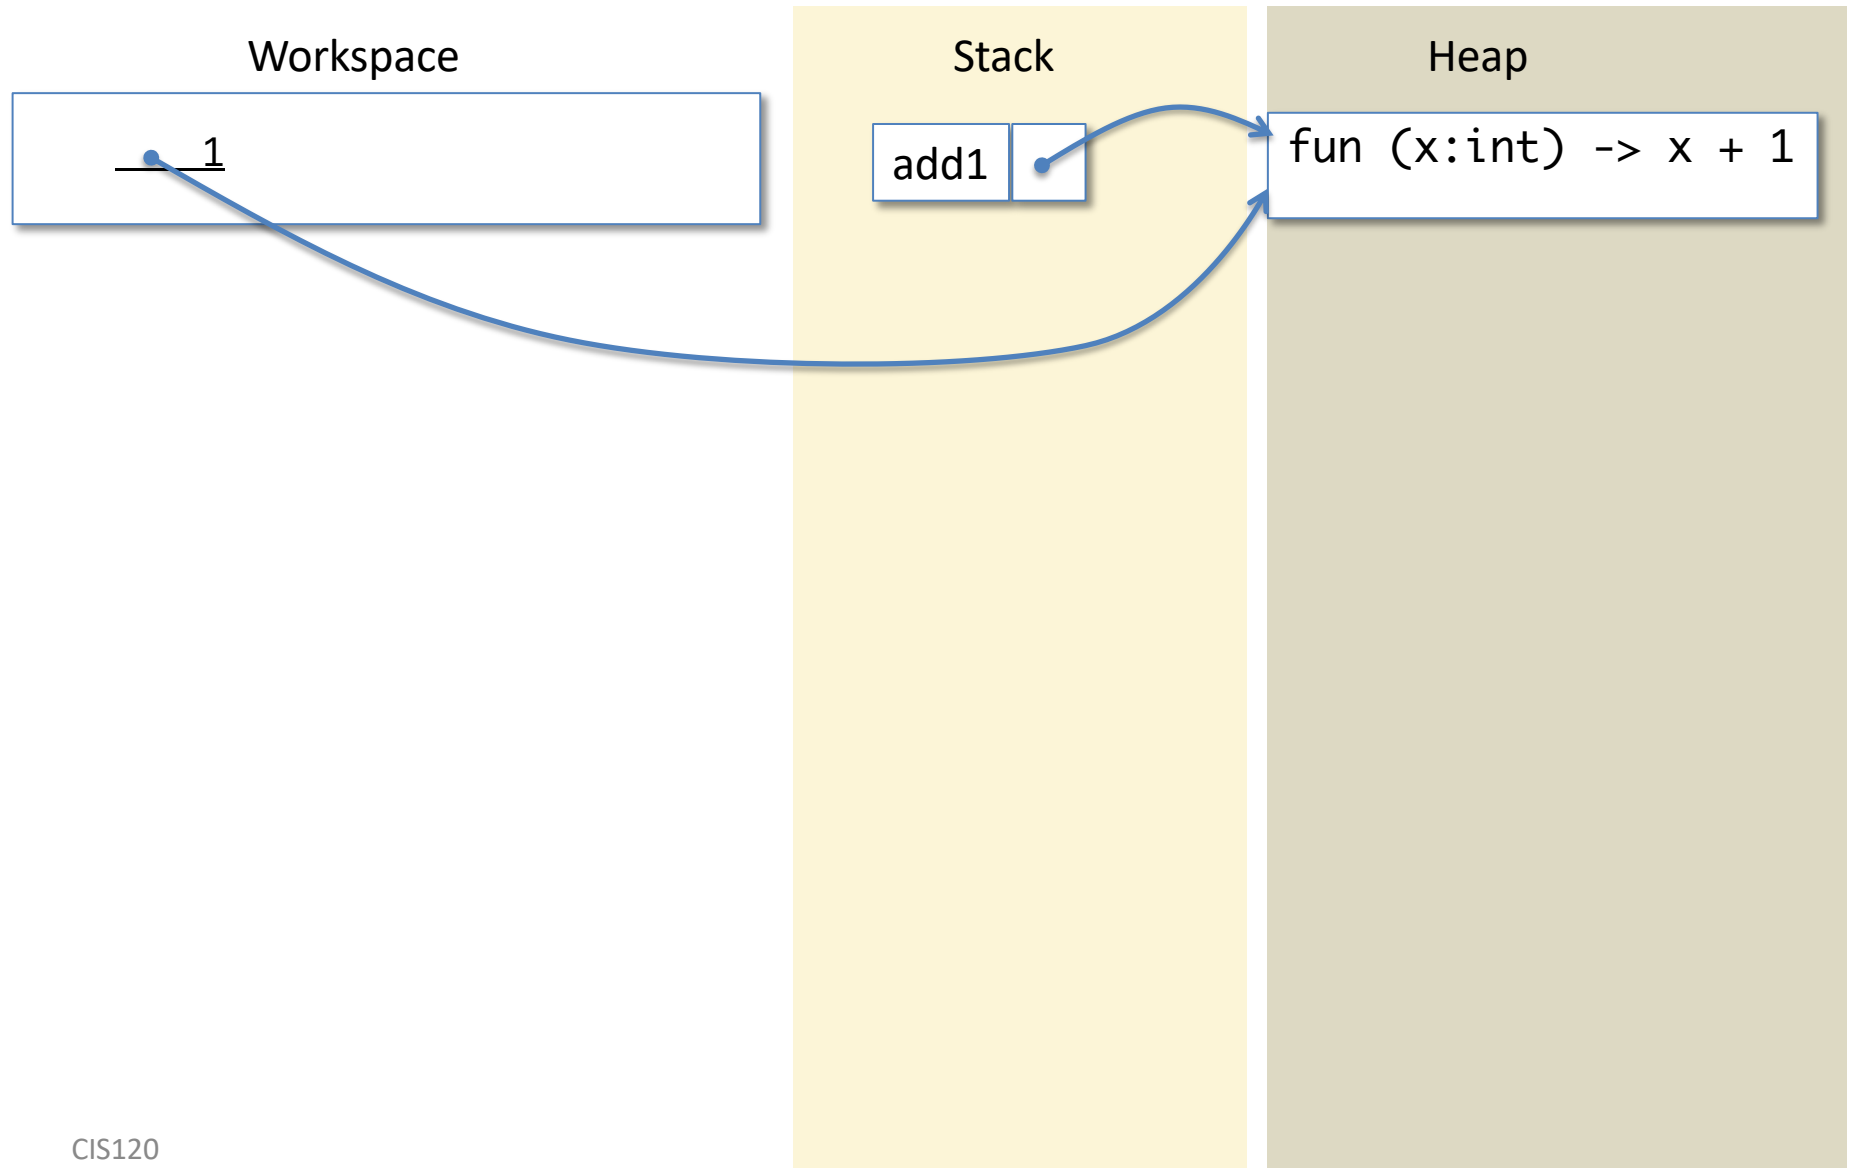 Workspace
Stack
Heap
1
add1
fun (x:int) -> x + 1
CIS120